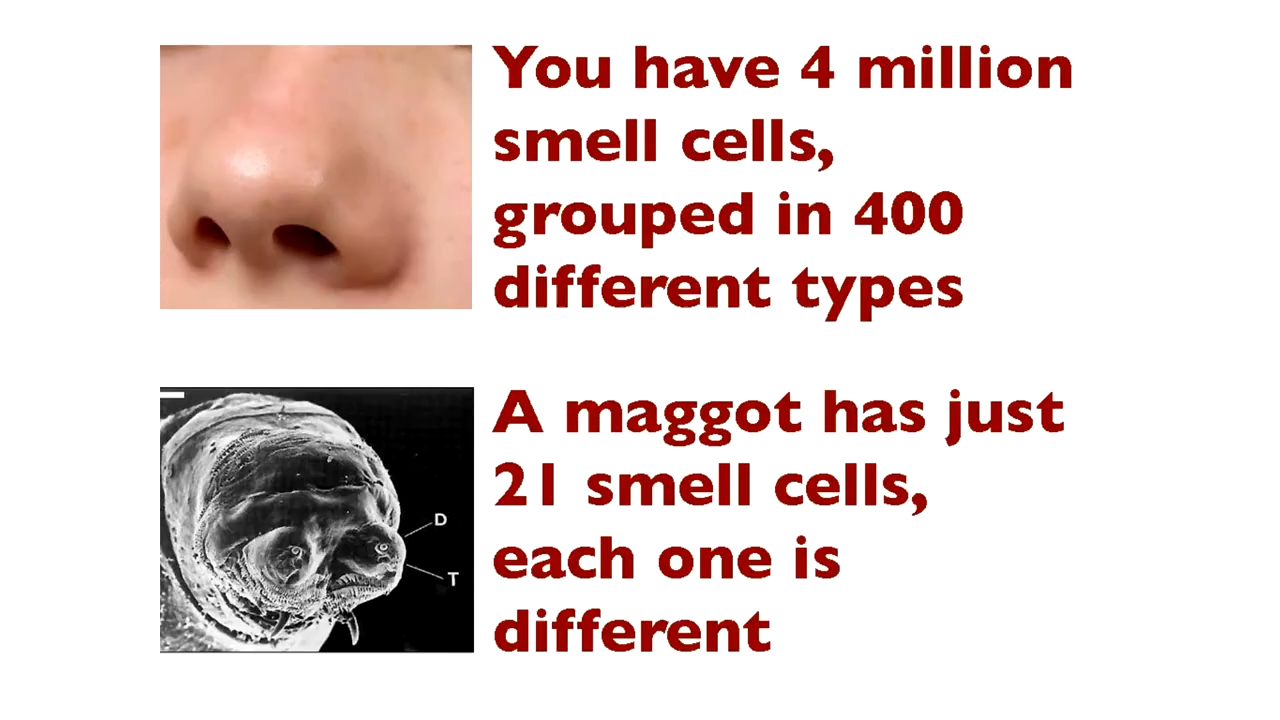 You have 4 million
smell cells,
grouped in 400
different types
A maggot has just
21 smell cells,
each one is
different
D
T